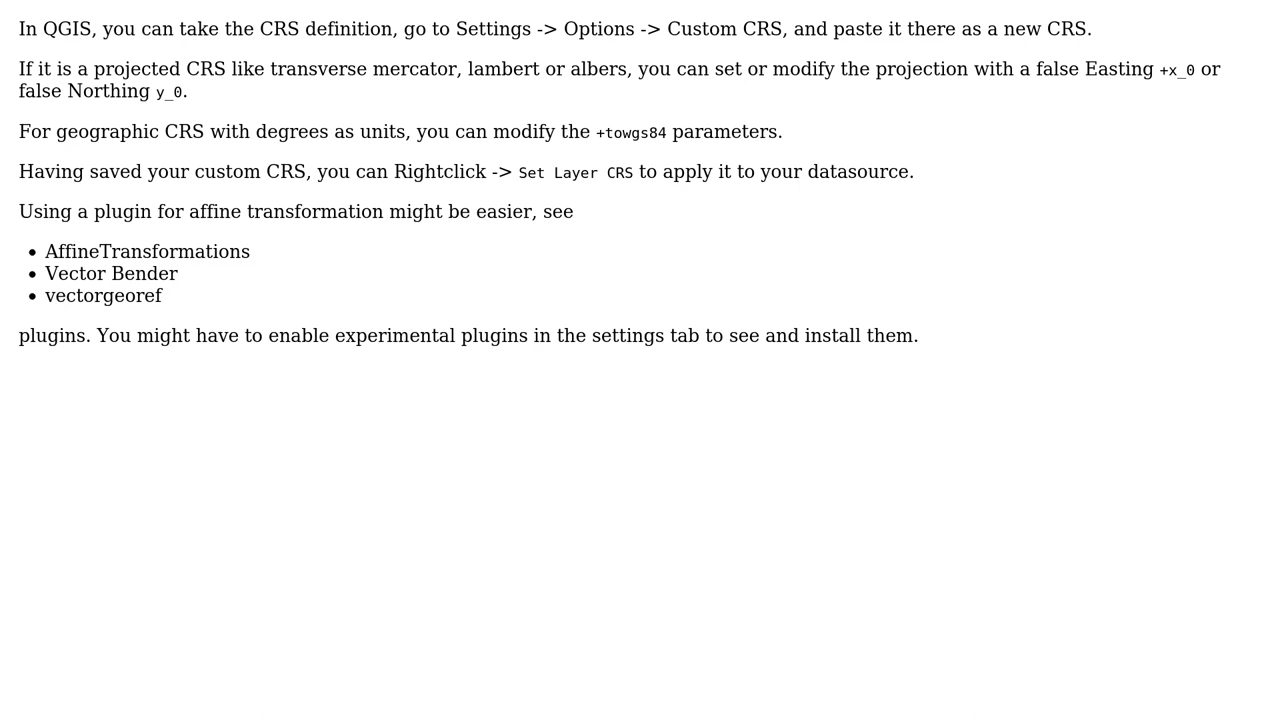 In QGIS, you can take the CRS definition, go to Settings -> Options -> Custom CRS, and paste it there as a new CRS.
If it is a projected CRS like transverse mercator, lambert or albers, you can set or modify the projection with a false Easting +x_0 or
false Northing y_0.
For geographic CRS with degrees as units, you can modify the +towgs84 parameters.
Having saved your custom CRS, you can Rightclick -> Set Layer CRS to apply it to your datasource.
Using a plugin for affine transformation might be easier, see
• AffineTransformations
• Vector Bender
• vectorgeoref
plugins. You might have to enable experimental plugins in the settings tab to see and install them.